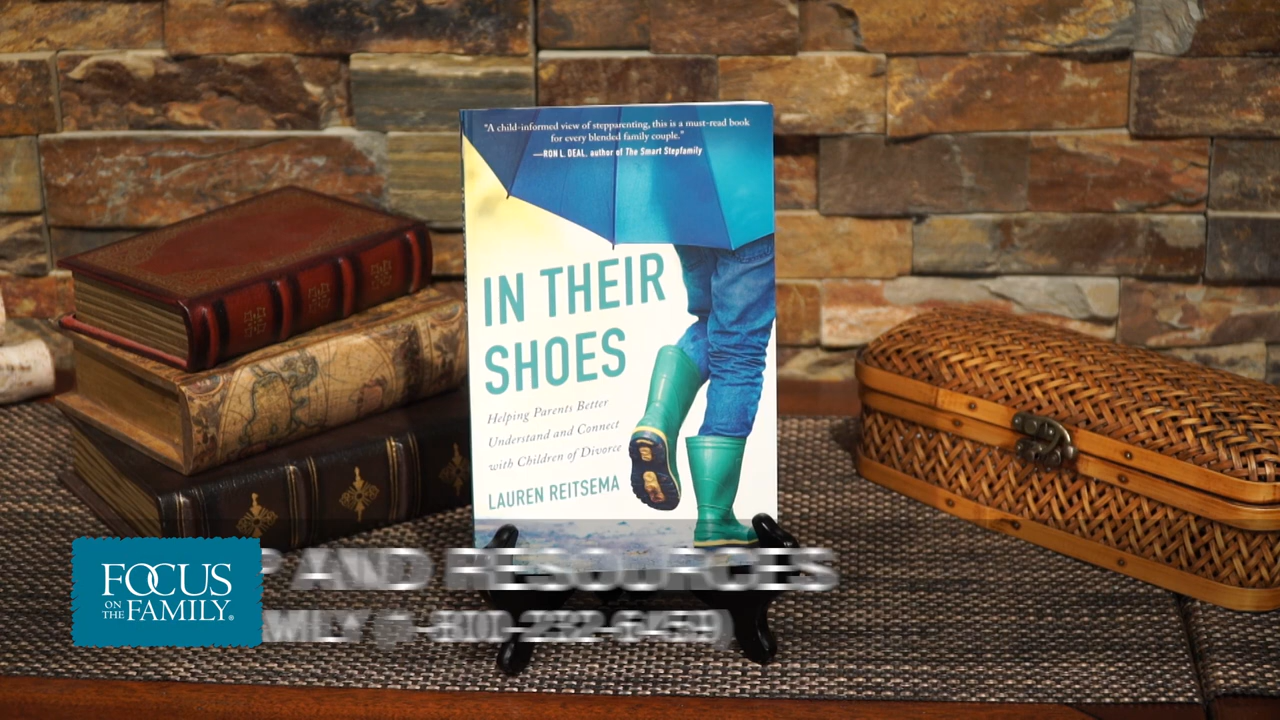 "A child-informed view of stepparenting, this is a must-read book
for every blended family couple."
—RON L. DEAL, author of The Smart Stepfamily
IN THEIR
SHOES
Helping Parents Better
Understand and Connect
with Children of Divorce
LAUREN REITSEMA
FOCUS
ON THE
FAMILY®
AND RESOURCES